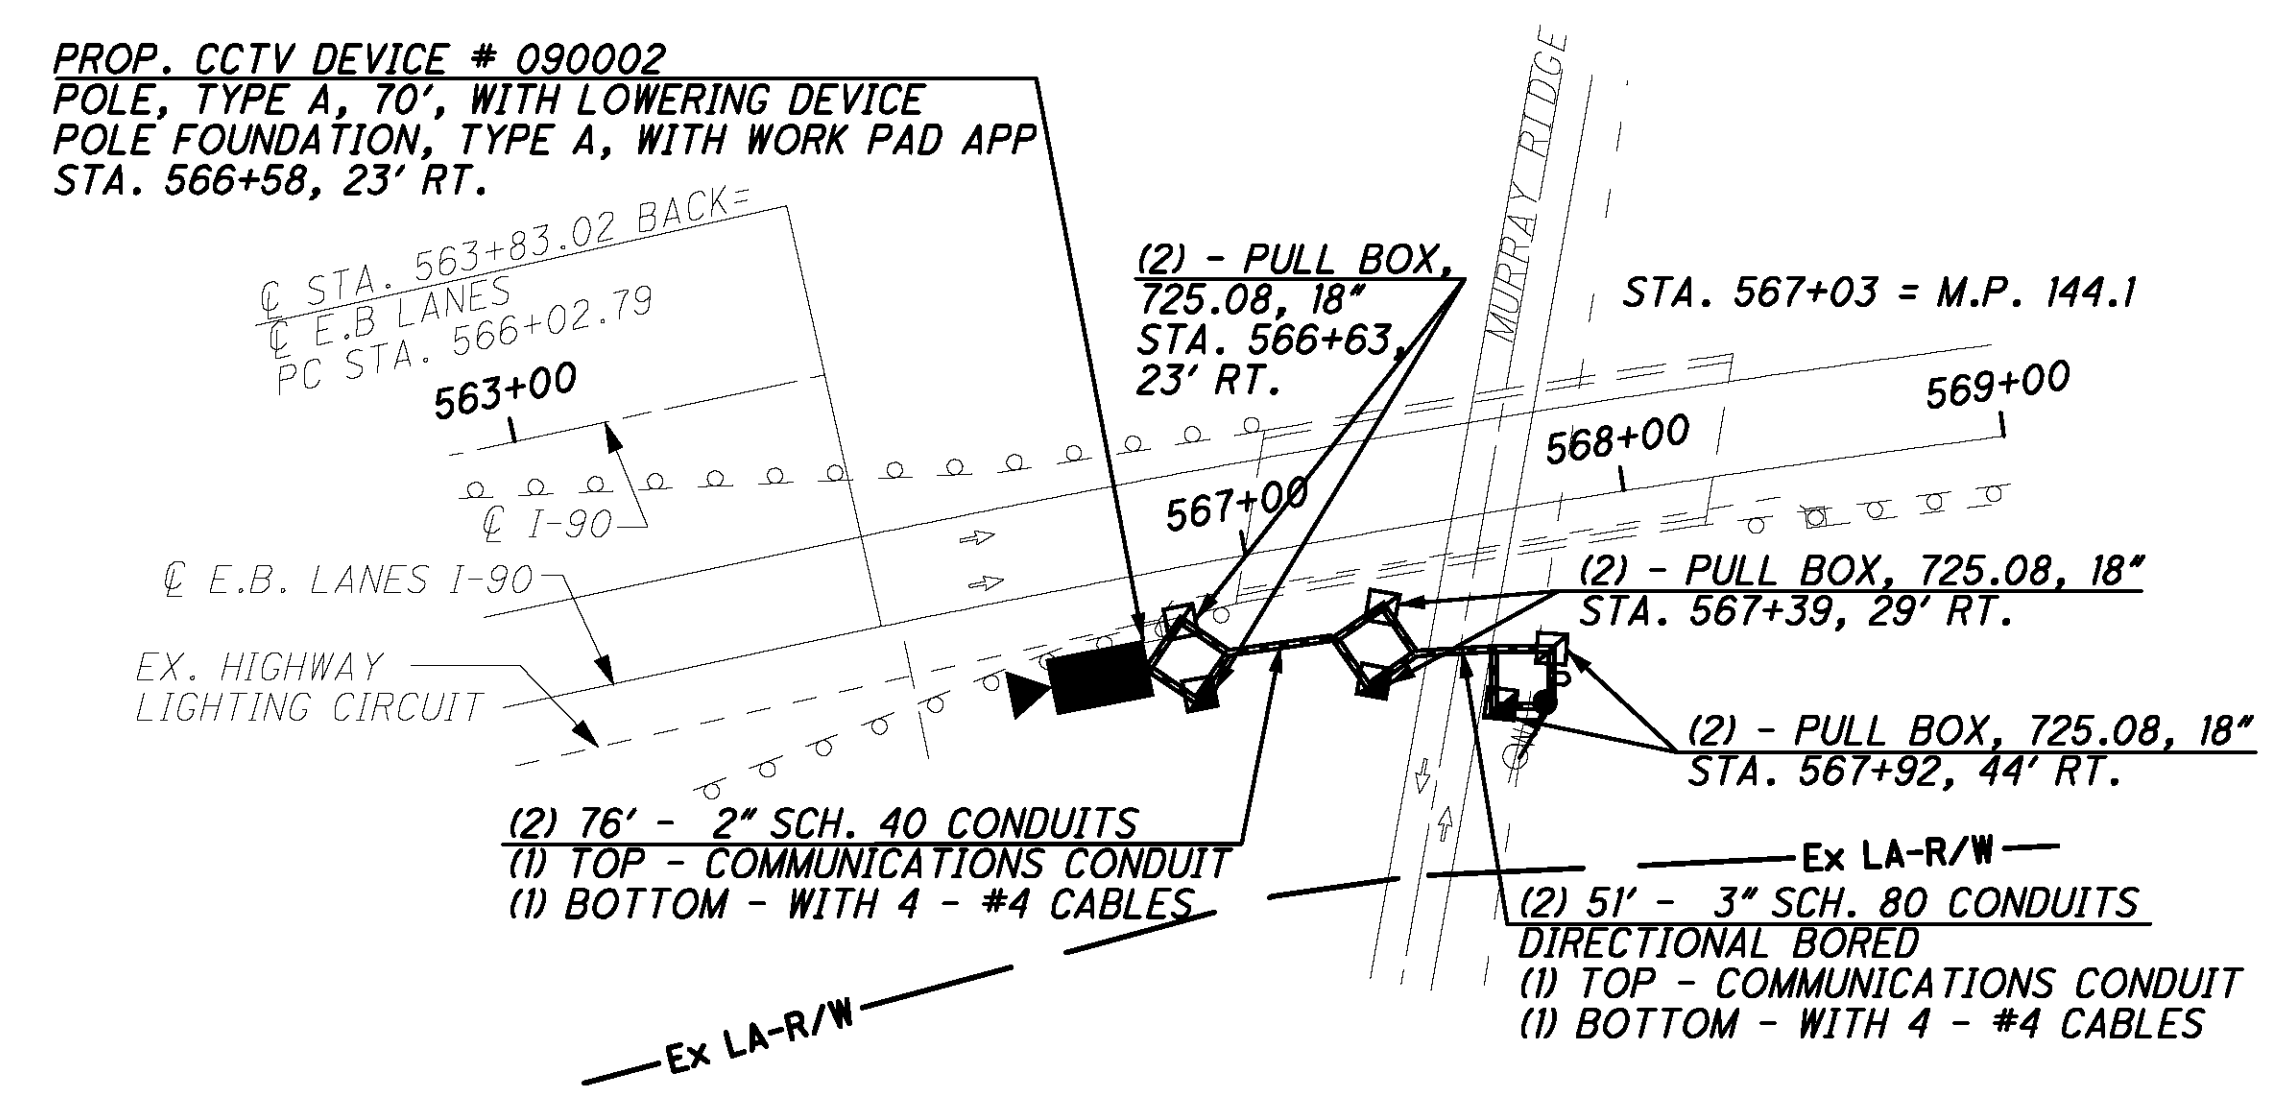 PROP. CCTV DEVICE # 090002
POLE, TYPE A, 70', WITH LOWERING DEVICE
POLE FOUNDATION, TYPE A, WITH WORK PAD APP
STA. 566+58, 23' RT.
℄ STA. 563+83.02 BACK=
℄ E.B LANES
PC STA. 566+02.79
563+00
℄ I-90
℄ E.B. LANES I-90
EX. HIGHWAY
LIGHTING CIRCUIT
(2) - PULL BOX,
725.08, 18"
STA. 566+63,
23' RT.
MURRAY RIDGE
STA. 567+03 = M.P. 144.1
567+00
568+00
569+00
(2) - PULL BOX, 725.08, 18"
STA. 567+39, 29' RT.
(2) - PULL BOX, 725.08, 18"
STA. 567+92, 44' RT.
(2) 76' - 2" SCH. 40 CONDUITS
(1) TOP - COMMUNICATIONS CONDUIT
(1) BOTTOM - WITH 4 - #4 CABLES
Ex LA-R/W
Ex LA-R/W
(2) 51' - 3" SCH. 80 CONDUITS
DIRECTIONAL BORED
(1) TOP - COMMUNICATIONS CONDUIT
(1) BOTTOM - WITH 4 - #4 CABLES